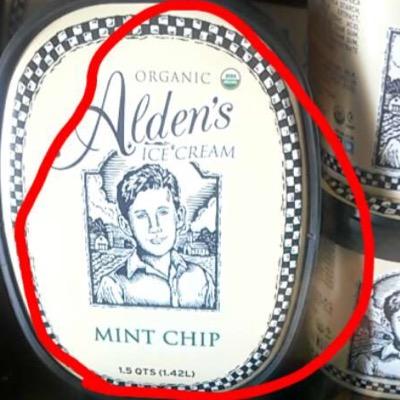 ORGANIC
Alden's
ICE CREAM
MINT CHIP
1.5 QTS (1.42L)